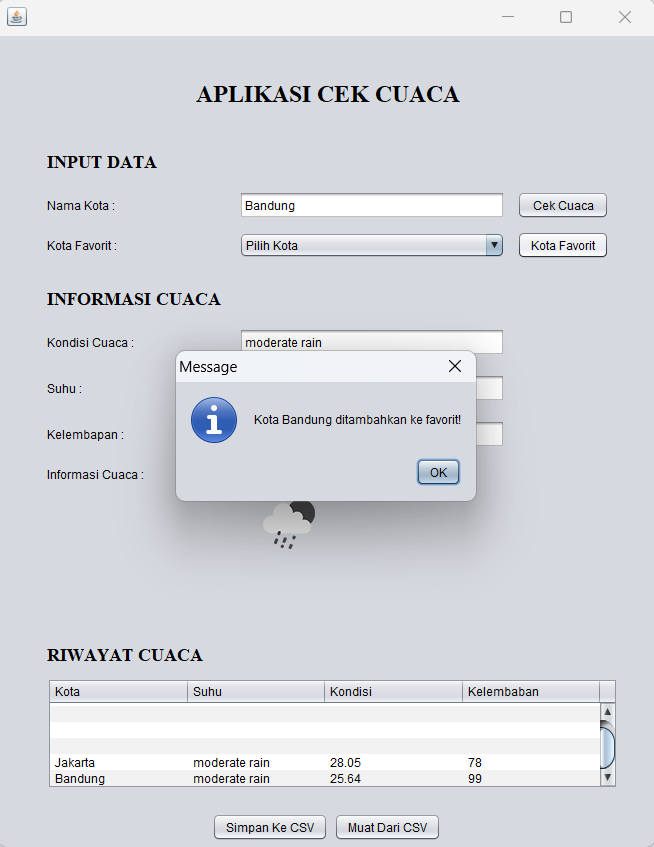 APLIKASI CEK CUACA
INPUT DATA
Nama Kota : Bandung Cek Cuaca
Kota Favorit : Pilih Kota Kota Favorit
INFORMASI CUACA
Kondisi Cuaca : moderate rain
Message
Suhu :
Kota Bandung ditambahkan ke favorit!
Kelembapan :
Informasi Cuaca : OK
RIWAYAT CUACA
Kota Suhu Kondisi Kelembaban
Jakarta moderate rain 28.05 78
Bandung moderate rain 25.64 99
Simpan Ke CSV Muat Dari CSV